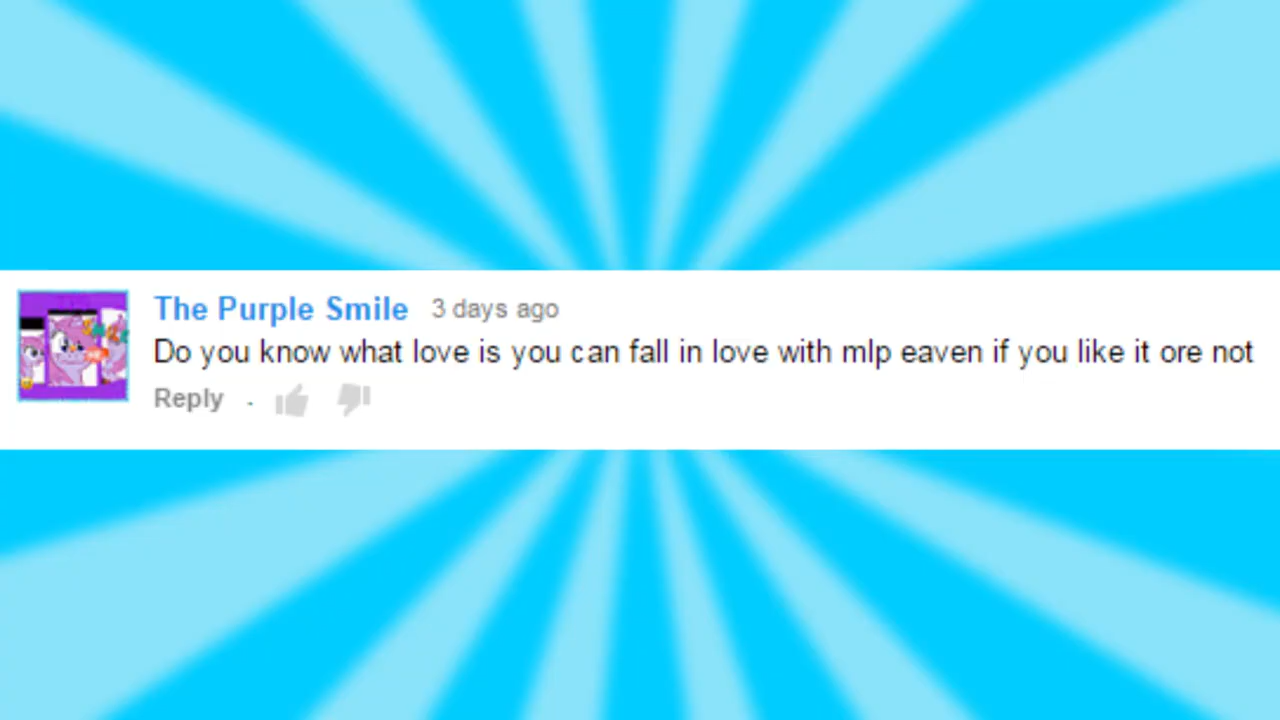 The Purple Smile 3 days ago
Do you know what love is you can fall in love with mlp eaven if you like it ore not
Reply .